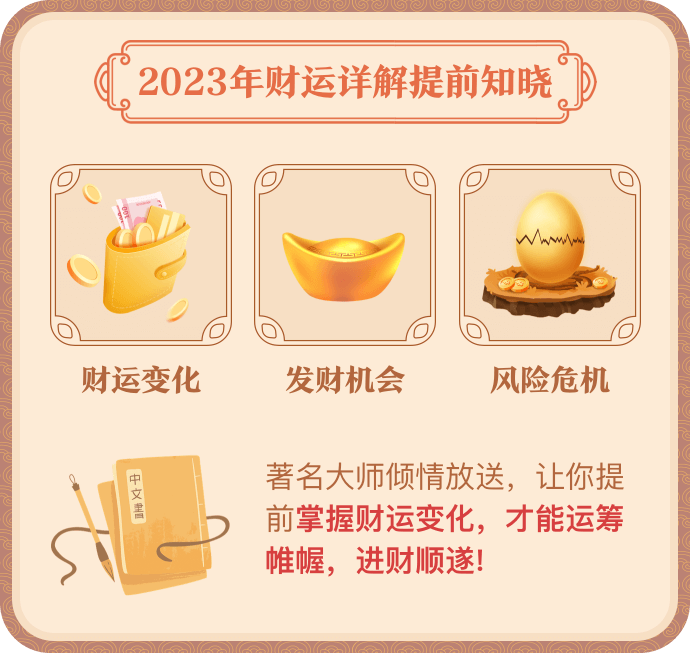 2023年财运详解提前知晓
财运变化
发财机会
风险危机
中文書
著名大师倾情放送，让你提
前掌握财运变化，才能运筹
帷幄，进财顺遂!